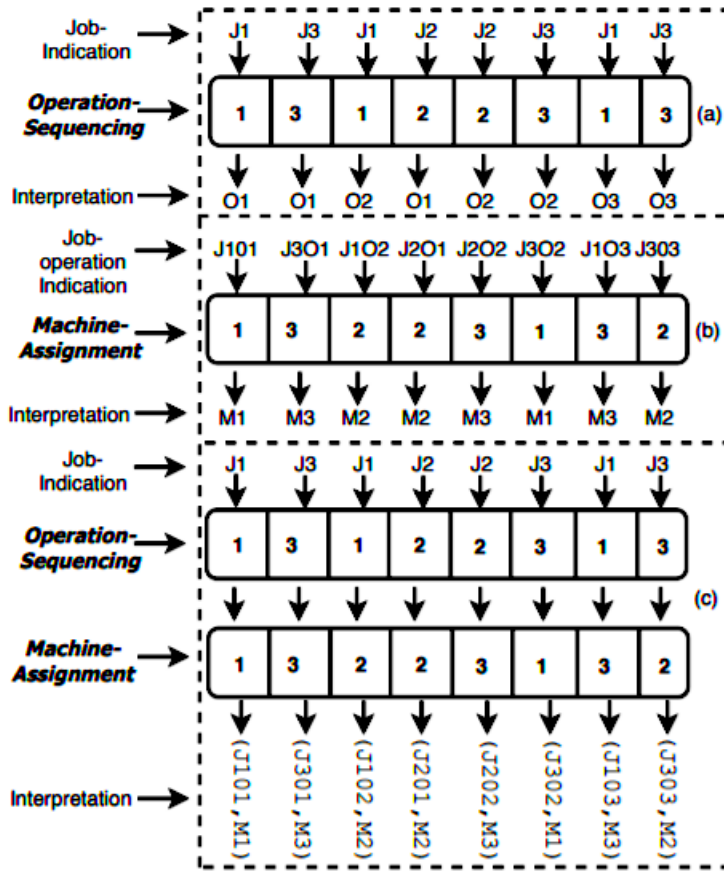 Job-
Indication
J1 J3 J1 J2 J2 J3 J1 J3
Operation-
Sequencing
1 3 1 2 2 3 1 3
(a)
Interpretation
O1 O1 O2 O1 O2 O2 O3 O3
Job-
operation
Indication
J1O1 J3O1 J1O2 J2O1 J2O2 J3O2 J1O3 J3O3
Machine-
Assignment
1 3 2 2 3 1 3 2
(b)
Interpretation
M1 M3 M2 M2 M3 M1 M3 M2
Job-
Indication
J1 J3 J1 J2 J2 J3 J1 J3
Operation-
Sequencing
1 3 1 2 2 3 1 3
(c)
Machine-
Assignment
1 3 2 2 3 1 3 2
Interpretation
(J1O1,M1)
(J3O1,M3)
(J1O2,M2)
(J2O1,M2)
(J2O2,M3)
(J3O2,M1)
(J1O3,M3)
(J3O3,M2)